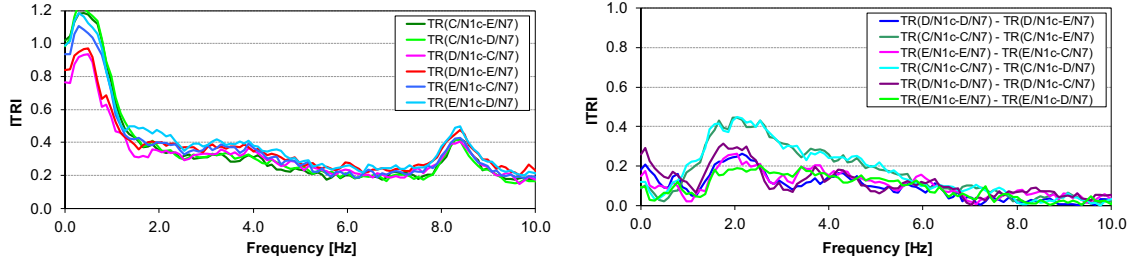 1.2
1.0
0.8
0.6
0.4
0.2
0.0
ITRI
TR(C/N1c-E/N7)
TR(C/N1c-D/N7)
TR(D/N1c-C/N7)
TR(D/N1c-E/N7)
TR(E/N1c-C/N7)
TR(E/N1c-D/N7)
0.0 2.0 4.0 6.0 8.0 10.0
Frequency [Hz]
1.0
0.8
0.6
0.4
0.2
0.0
ITRI
TR(D/N1c-D/N7) - TR(D/N1c-E/N7)
TR(C/N1c-C/N7) - TR(C/N1c-E/N7)
TR(E/N1c-E/N7) - TR(E/N1c-C/N7)
TR(C/N1c-C/N7) - TR(C/N1c-D/N7)
TR(D/N1c-D/N7) - TR(D/N1c-C/N7)
TR(E/N1c-E/N7) - TR(E/N1c-D/N7)
0.0 2.0 4.0 6.0 8.0 10.0
Frequency [Hz]